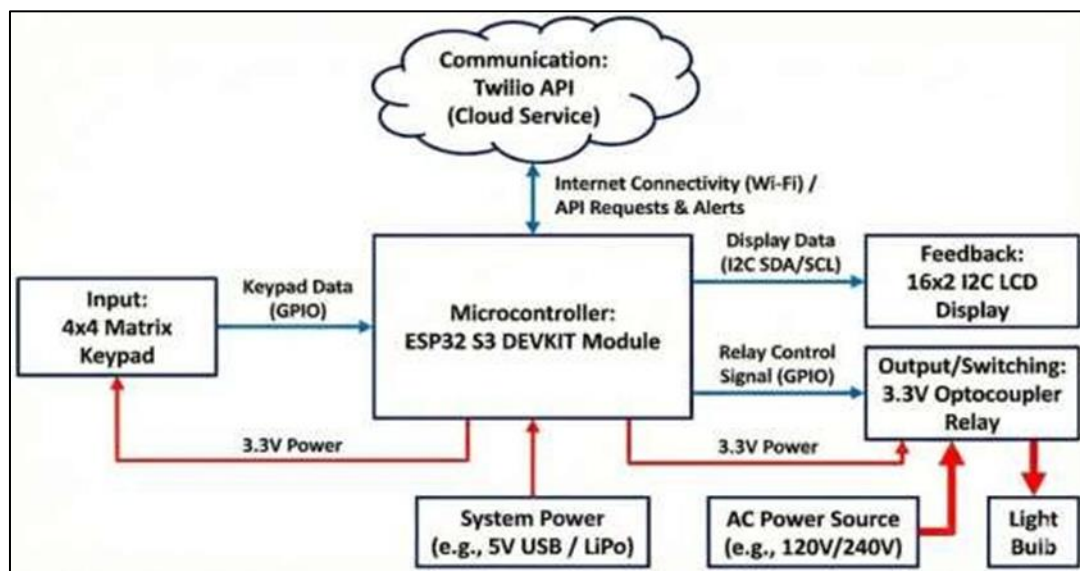 Communication:
Twilio API
(Cloud Service)
Internet Connectivity (Wi-Fi) /
API Requests & Alerts
Input:
4x4 Matrix
Keypad
Keypad Data
(GPIO)
Microcontroller:
ESP32 S3 DEVKIT Module
Display Data
(I2C SDA/SCL)
Feedback:
16x2 I2C LCD
Display
Relay Control
Signal (GPIO)
Output/Switching:
3.3V Optocoupler
Relay
3.3V Power
3.3V Power
System Power
(e.g., 5V USB / LiPo)
AC Power Source
(e.g., 120V/240V)
Light
Bulb